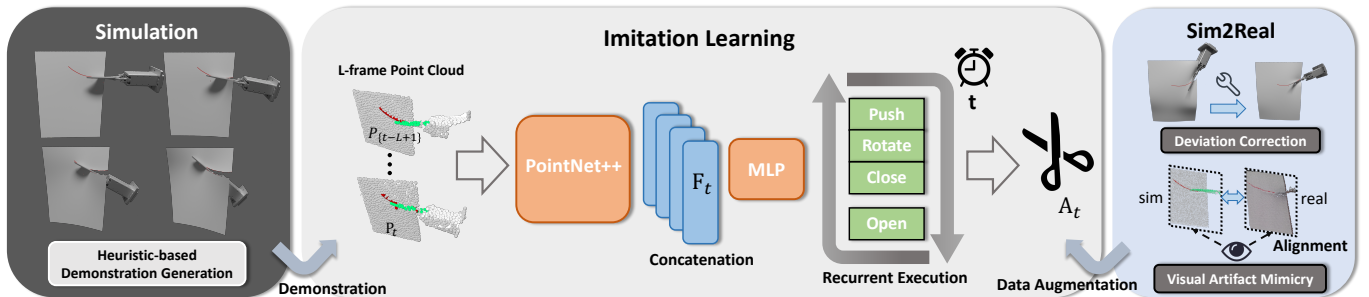 Simulation
Heuristic-based
Demonstration Generation
Demonstration
Imitation Learning
L-frame Point Cloud
P{t−L+1}
Pt
PointNet++
Ft
Concatenation
MLP
Push
Rotate
Close
Open
Recurrent Execution
t
At
Data Augmentation
Sim2Real
Deviation Correction
sim
real
Alignment
Visual Artifact Mimicry